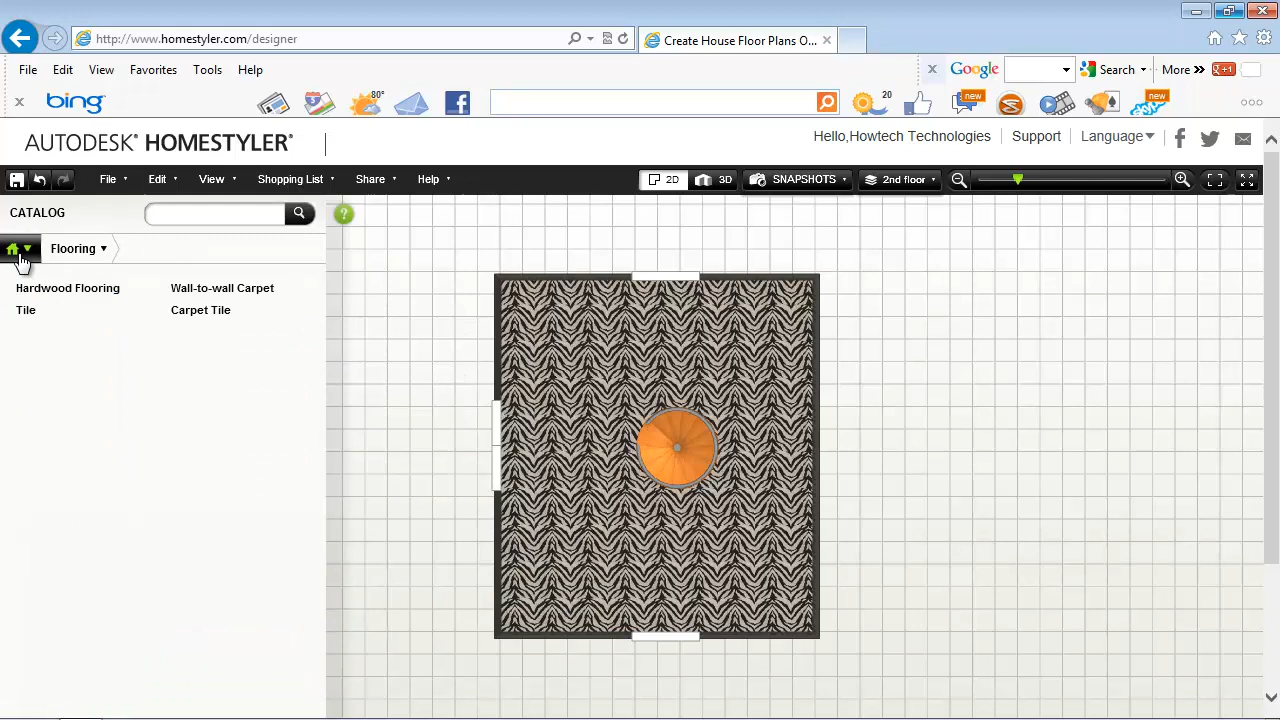 http://www.homestyler.com/designer
Create House Floor Plans O...
File Edit View Favorites Tools Help
Google Search More »
+1
bing 80° 20 new new
AUTODESK® HOMESTYLER®
Hello,Howtech Technologies Support Language
File Edit View Shopping List Share Help
2D 3D SNAPSHOTS 2nd floor
CATALOG
?
Flooring
Hardwood Flooring Wall-to-wall Carpet
Tile Carpet Tile